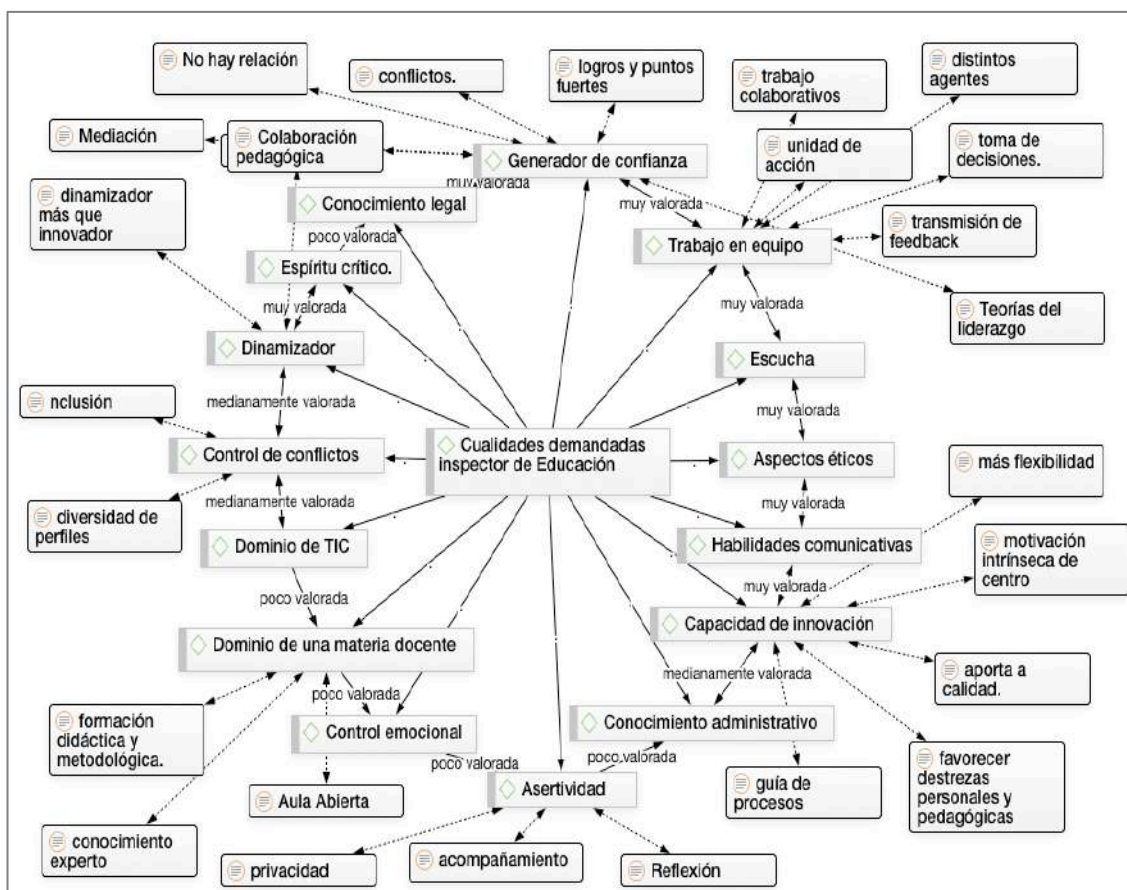 No hay relación
conflictos.
logros y puntos
fuertes
trabajo
colaborativos
distintos
agentes
Mediación
Colaboración
pedagógica
Generador de confianza
unidad de
acción
toma de
decisiones.
muy valorada
dinamizador
más que
innovador
Conocimiento legal
muy valorada
transmisión de
feedback
poco valorada
Trabajo en equipo
Espíritu crítico.
muy valorada
muy valorada
Teorías del
liderazgo
Dinamizador
Escucha
medianamente valorada
muy valorada
nclusión
Control de conflictos
Cualidades demandadas
inspector de Educación
Aspectos éticos
más flexibilidad
medianamente valorada
muy valorada
diversidad de
perfiles
Dominio de TIC
Habilidades comunicativas
motivación
intrínseca de
centro
muy valorada
poco valorada
Capacidad de innovación
Dominio de una materia docente
medianamente valorada
aporta a
calidad.
poco valorada
formación
didáctica y
metodológica.
Control emocional
Conocimiento administrativo
poco valorada
poco valorada
favorecer
destrezas
personales y
pedagógicas
Aula Abierta
Asertividad
guía de
procesos
conocimiento
experto
privacidad
acompañamiento
Reflexión